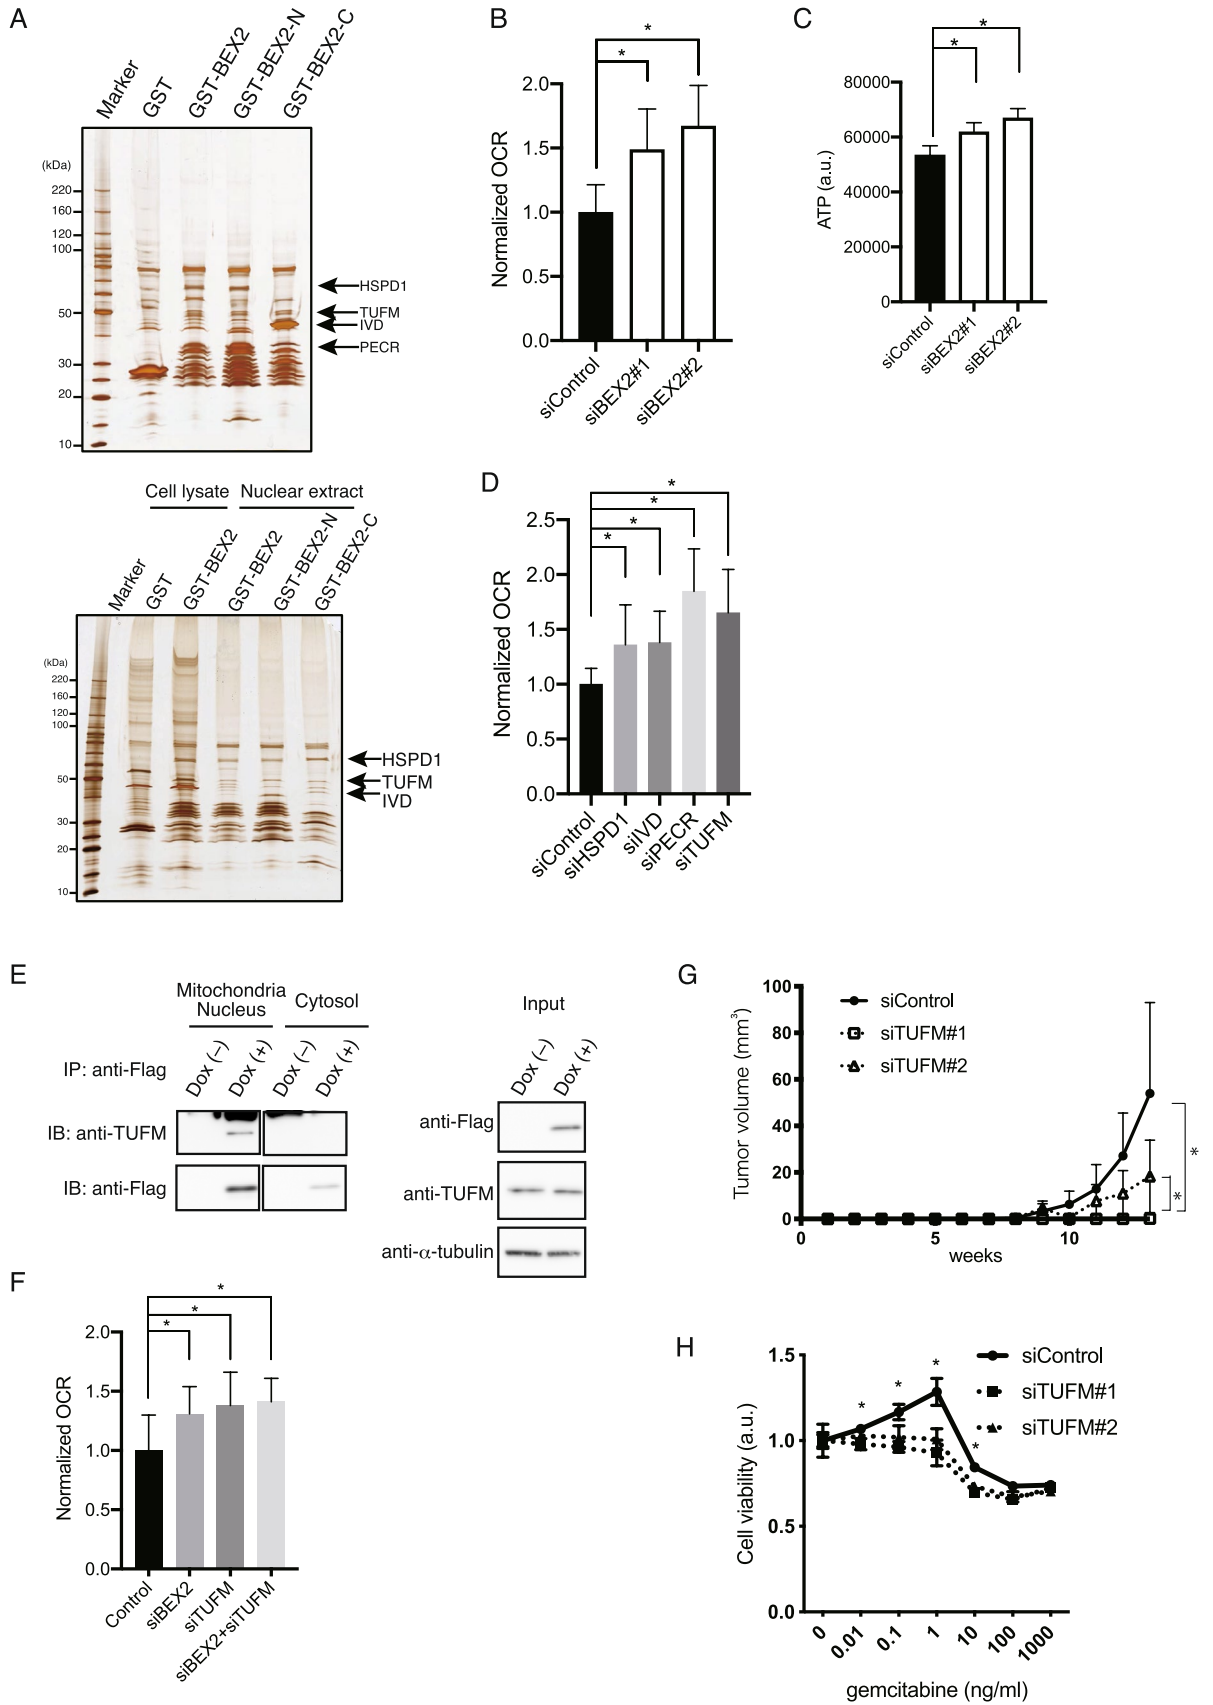 A
Marker
GST
GST-BEX2
GST-BEX2-N
GST-BEX2-C
(kDa)
220
160
120
100
50
30
20
10
HSPD1
TUFM
IVD
PECR
Cell lysate
Nuclear extract
Marker
GST
GST-BEX2
GST-BEX2
GST-BEX2-N
GST-BEX2-C
(kDa)
220
160
120
100
50
30
20
10
HSPD1
TUFM
IVD
B
Normalized OCR
2.0
1.5
1.0
0.5
0.0
*
*
siControl
siBEX2#1
siBEX2#2
C
ATP (a.u.)
80000
60000
40000
20000
0
*
*
siControl
siBEX2#1
siBEX2#2
D
Normalized OCR
2.5
2.0
1.5
1.0
0.5
0.0
*
*
*
*
siControl
siHSPD1
siIVD
siPECR
siTUFM
E
Mitochondria
Nucleus
Cytosol
IP: anti-Flag
Dox (–)
Dox (+)
Dox (–)
Dox (+)
IB: anti-TUFM
IB: anti-Flag
Input
Dox (–)
Dox (+)
anti-Flag
anti-TUFM
anti-α-tubulin
F
Normalized OCR
2.0
1.5
1.0
0.5
0.0
*
*
*
Control
siBEX2
siTUFM
siBEX2+siTUFM
G
Tumor volume (mm³)
100
80
60
40
20
0
siControl
siTUFM#1
siTUFM#2
*
*
0
5
10
weeks
H
Cell viability (a.u.)
1.5
1.0
0.5
0.0
siControl
siTUFM#1
siTUFM#2
*
*
*
*
0
0.01
0.1
1
10
100
1000
gemcitabine (ng/ml)